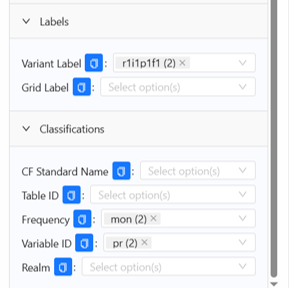 Labels
Variant Label : r1i1p1f1 (2) ×
Grid Label : Select option(s)
Classifications
CF Standard Name : Select option(s)
Table ID : Select option(s)
Frequency : mon (2) ×
Variable ID : pr (2) ×
Realm : Select option(s)